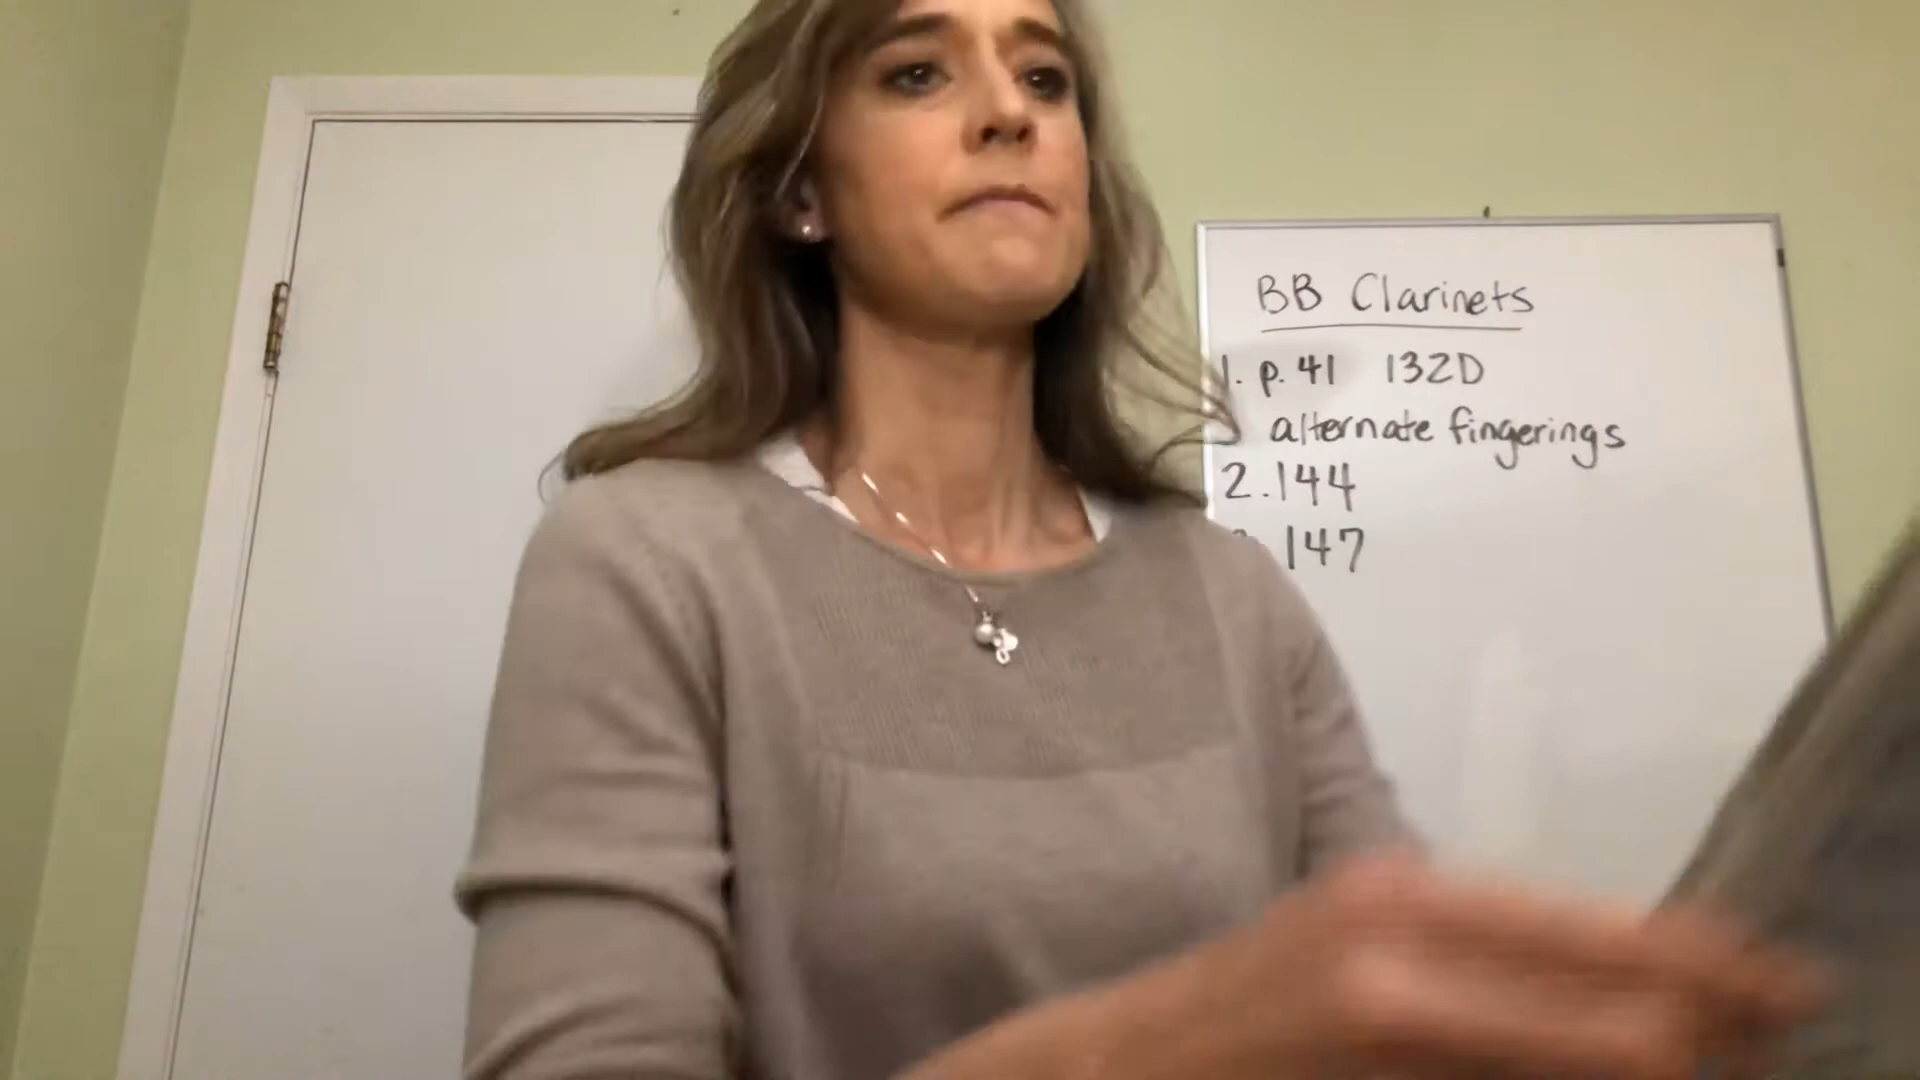 BB Clarinets
1. p. 41 132D
alternate fingerings
2. 144
147